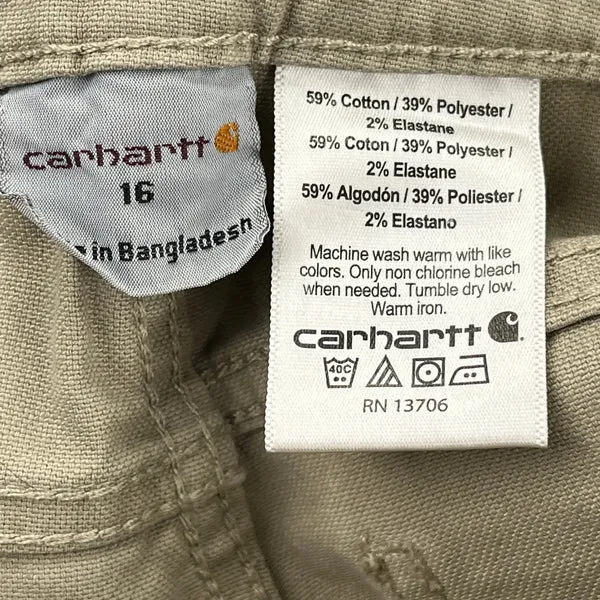 carhartt
16
in Bangladesh
59% Cotton / 39% Polyester /
2% Elastane
59% Coton / 39% Polyester /
2% Elastane
59% Algodón / 39% Poliester /
2% Elastano
Machine wash warm with like
colors. Only non chlorine bleach
when needed. Tumble dry low.
Warm iron.
carhartt
40C
RN 13706